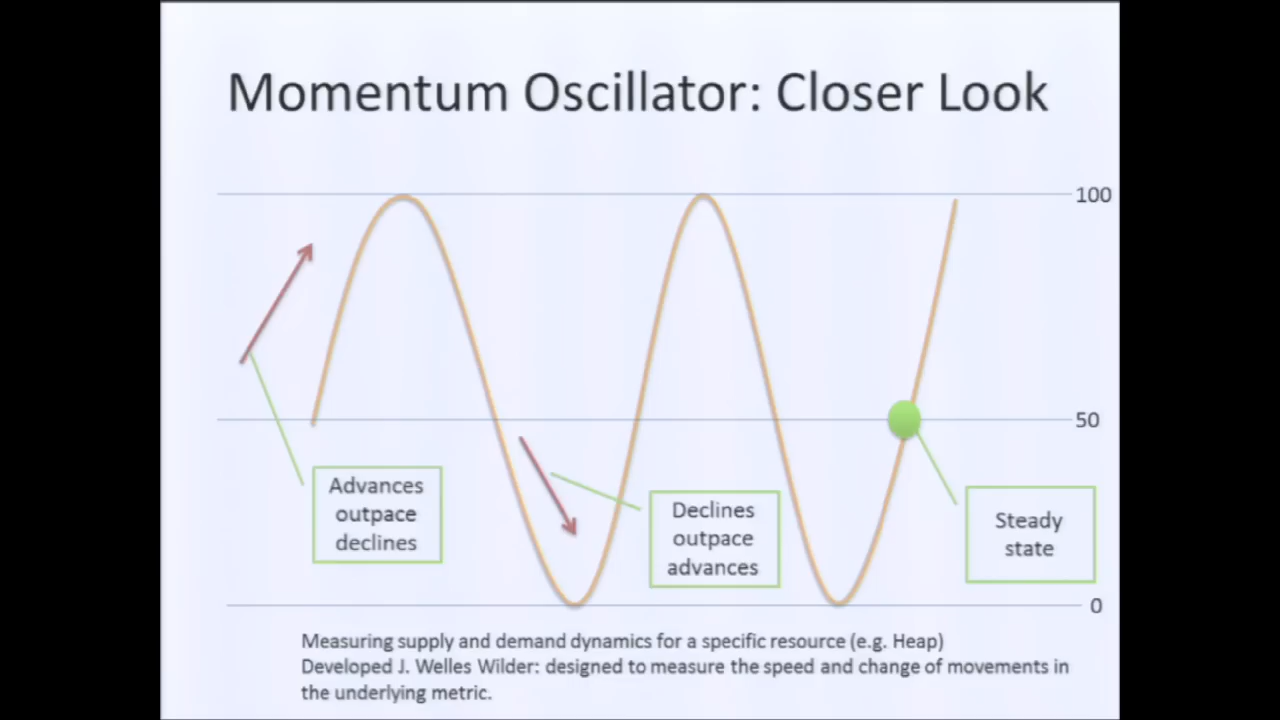 Momentum Oscillator: Closer Look
100
50
Advances
outpace
declines
Declines
outpace
advances
Steady
state
0
Measuring supply and demand dynamics for a specific resource (e.g. Heap)
Developed J. Welles Wilder: designed to measure the speed and change of movements in
the underlying metric.